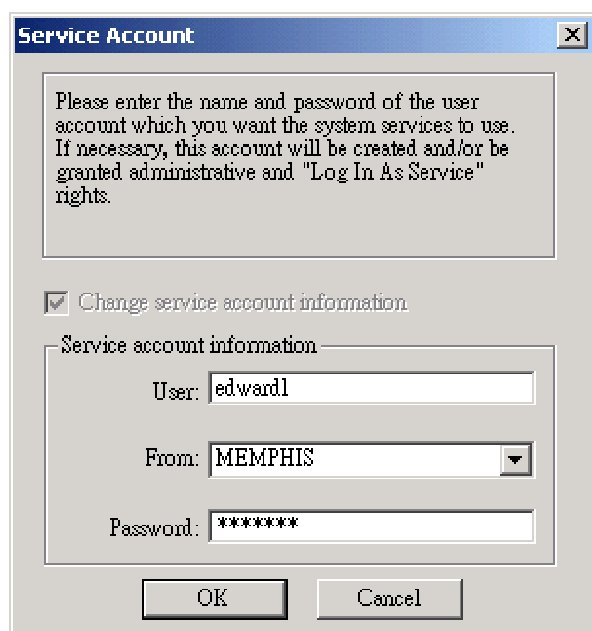 Service Account
Please enter the name and password of the user
account which you want the system services to use.
If necessary, this account will be created and/or be
granted administrative and "Log In As Service"
rights.
Change service account information
Service account information
User: edwardl
From: MEMPHIS
Password: *******
OK Cancel